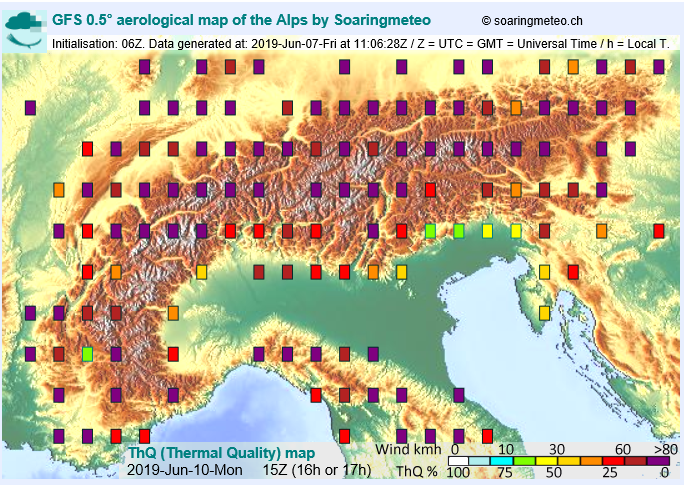 GFS 0.5° aerological map of the Alps by Soaringmeteo © soaringmeteo.ch
Initialisation: 06Z. Data generated at: 2019-Jun-07-Fri at 11:06:28Z / Z = UTC = GMT = Universal Time / h = Local T.
ThQ (Thermal Quality) map
2019-Jun-10-Mon 15Z (16h or 17h)
Wind kmh 0 10 30 60 >80
ThQ % 100 75 50 25 0